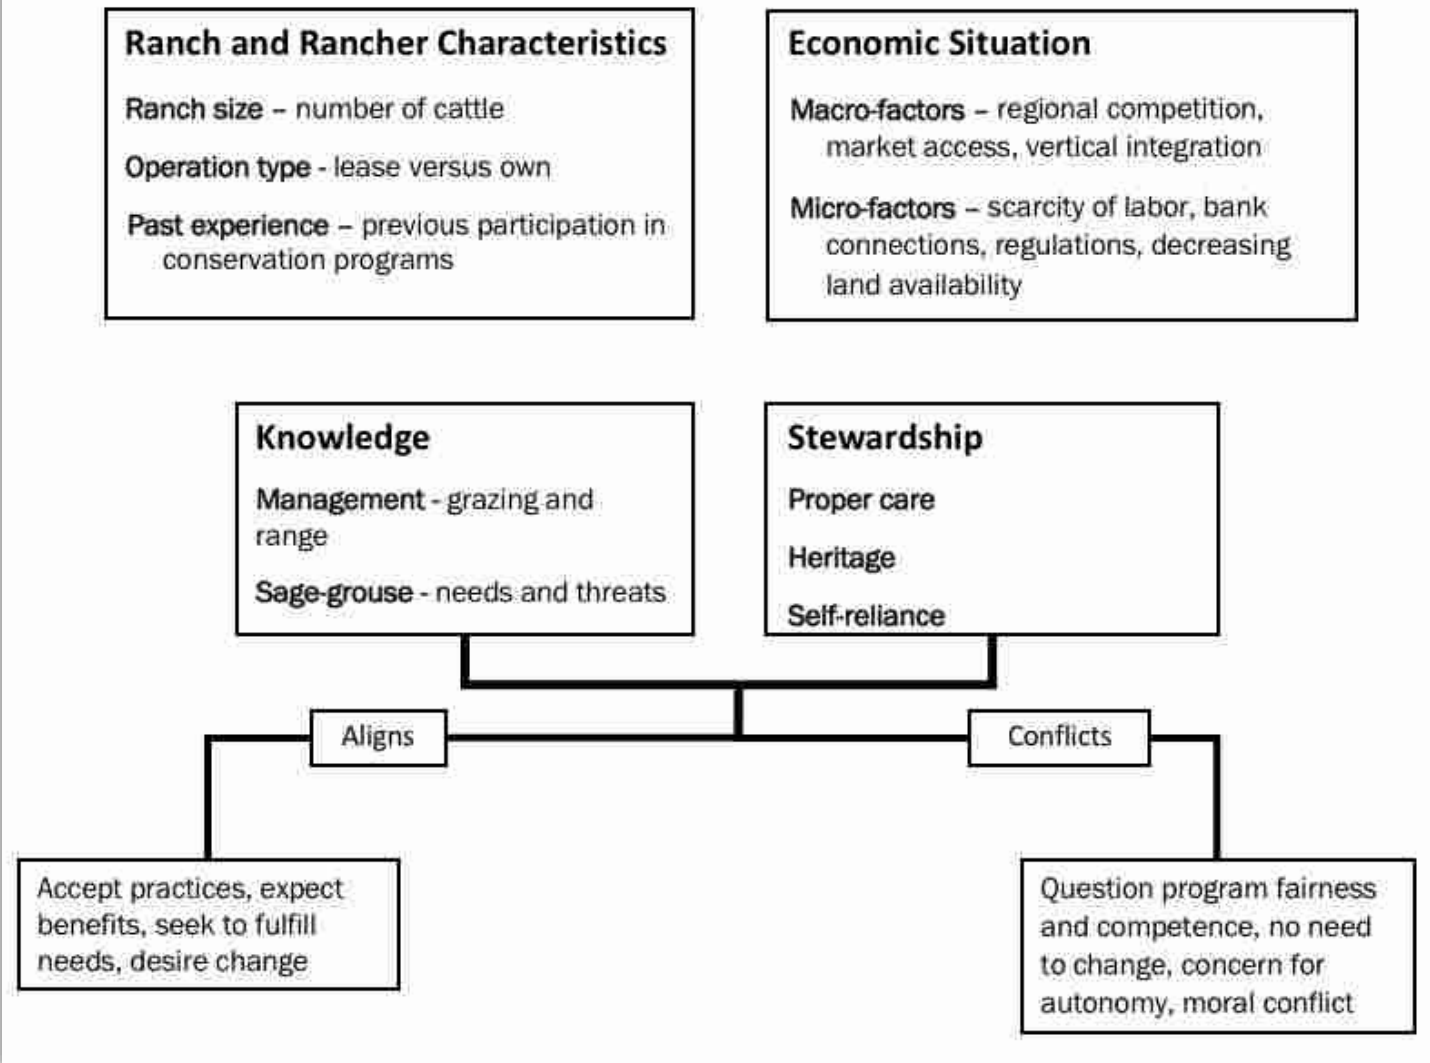 Ranch and Rancher Characteristics
Ranch size – number of cattle
Operation type - lease versus own
Past experience – previous participation in
conservation programs
Economic Situation
Macro-factors – regional competition,
market access, vertical integration
Micro-factors – scarcity of labor, bank
connections, regulations, decreasing
land availability
Knowledge
Management - grazing and
range
Sage-grouse - needs and threats
Stewardship
Proper care
Heritage
Self-reliance
Aligns
Conflicts
Accept practices, expect
benefits, seek to fulfill
needs, desire change
Question program fairness
and competence, no need
to change, concern for
autonomy, moral conflict